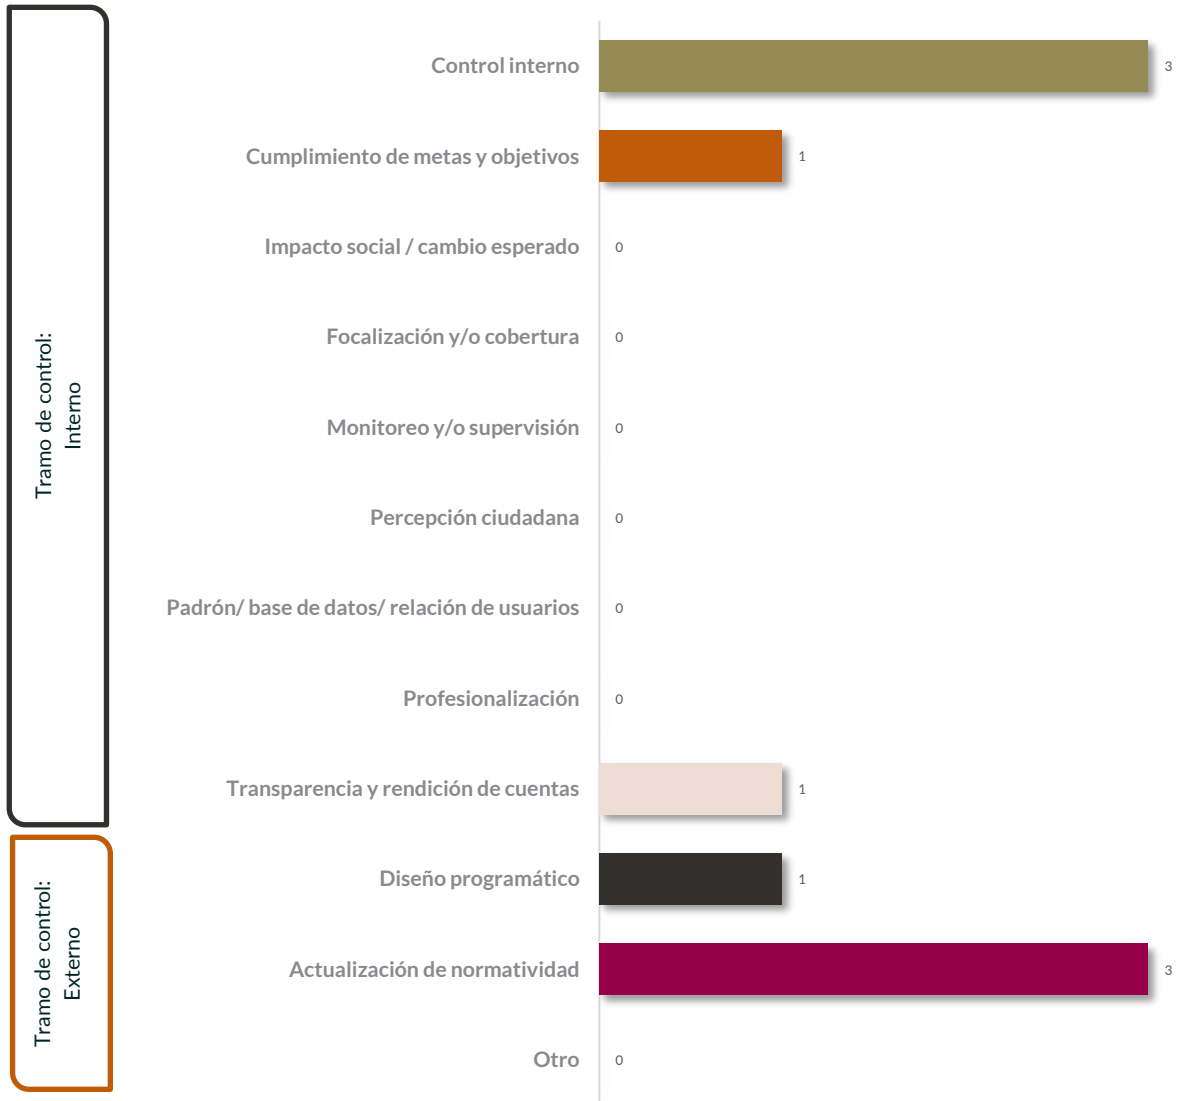 Tramo de control:
Interno
Control interno 3
Cumplimiento de metas y objetivos 1
Impacto social / cambio esperado 0
Focalización y/o cobertura 0
Monitoreo y/o supervisión 0
Percepción ciudadana 0
Padrón/ base de datos/ relación de usuarios 0
Profesionalización 0
Transparencia y rendición de cuentas 1
Tramo de control:
Externo
Diseño programático 1
Actualización de normatividad 3
Otro 0